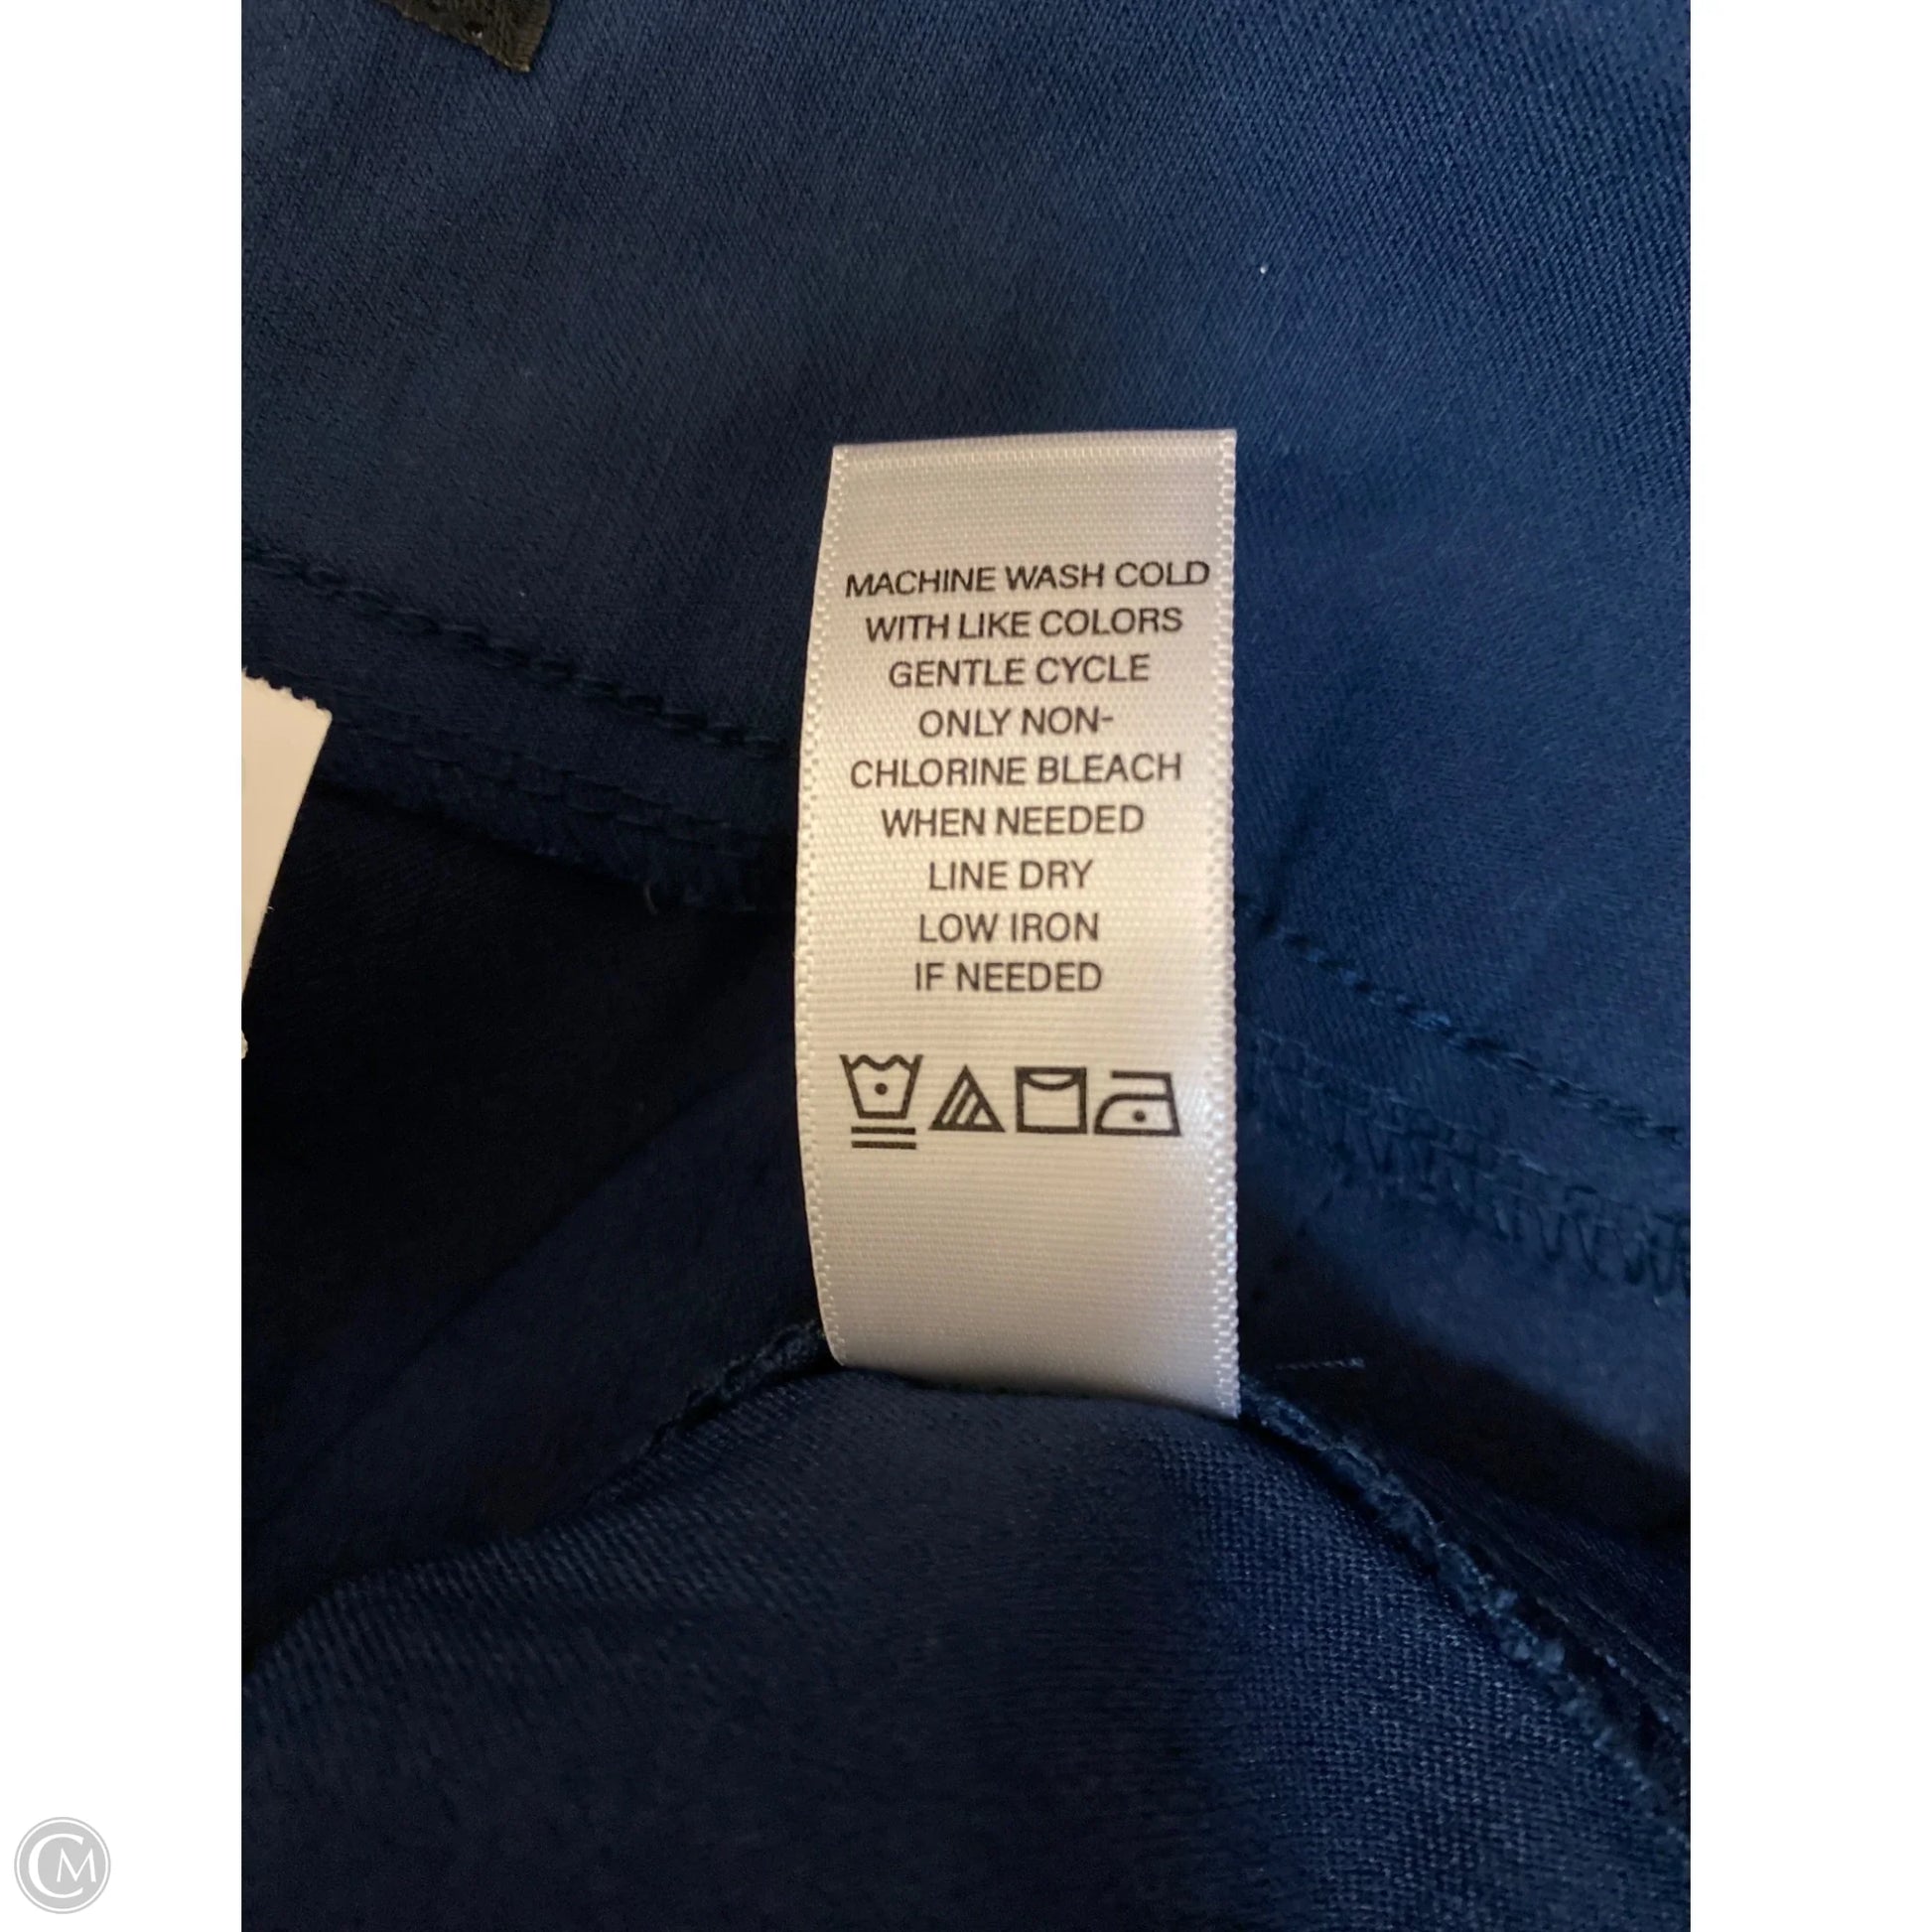 MACHINE WASH COLD
WITH LIKE COLORS
GENTLE CYCLE
ONLY NON-
CHLORINE BLEACH
WHEN NEEDED
LINE DRY
LOW IRON
IF NEEDED
CM